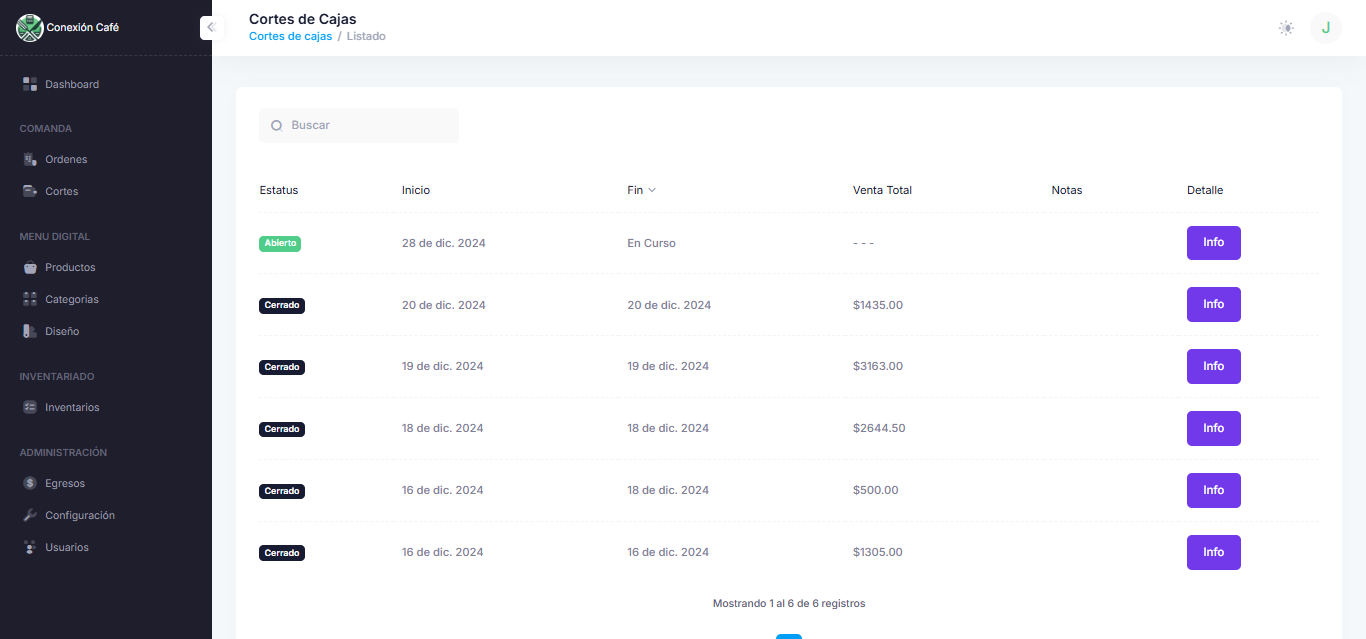 Conexión Café
Dashboard
COMANDA
Ordenes
Cortes
MENU DIGITAL
Productos
Categorias
Diseño
INVENTARIADO
Inventarios
ADMINISTRACIÓN
Egresos
Configuración
Usuarios
Cortes de Cajas
Cortes de cajas / Listado
J
Buscar
Estatus Inicio Fin Venta Total Notas Detalle
Abierto 28 de dic. 2024 En Curso - - - Info
Cerrado 20 de dic. 2024 20 de dic. 2024 $1435.00 Info
Cerrado 19 de dic. 2024 19 de dic. 2024 $3163.00 Info
Cerrado 18 de dic. 2024 18 de dic. 2024 $2644.50 Info
Cerrado 16 de dic. 2024 18 de dic. 2024 $500.00 Info
Cerrado 16 de dic. 2024 16 de dic. 2024 $1305.00 Info
Mostrando 1 al 6 de 6 registros